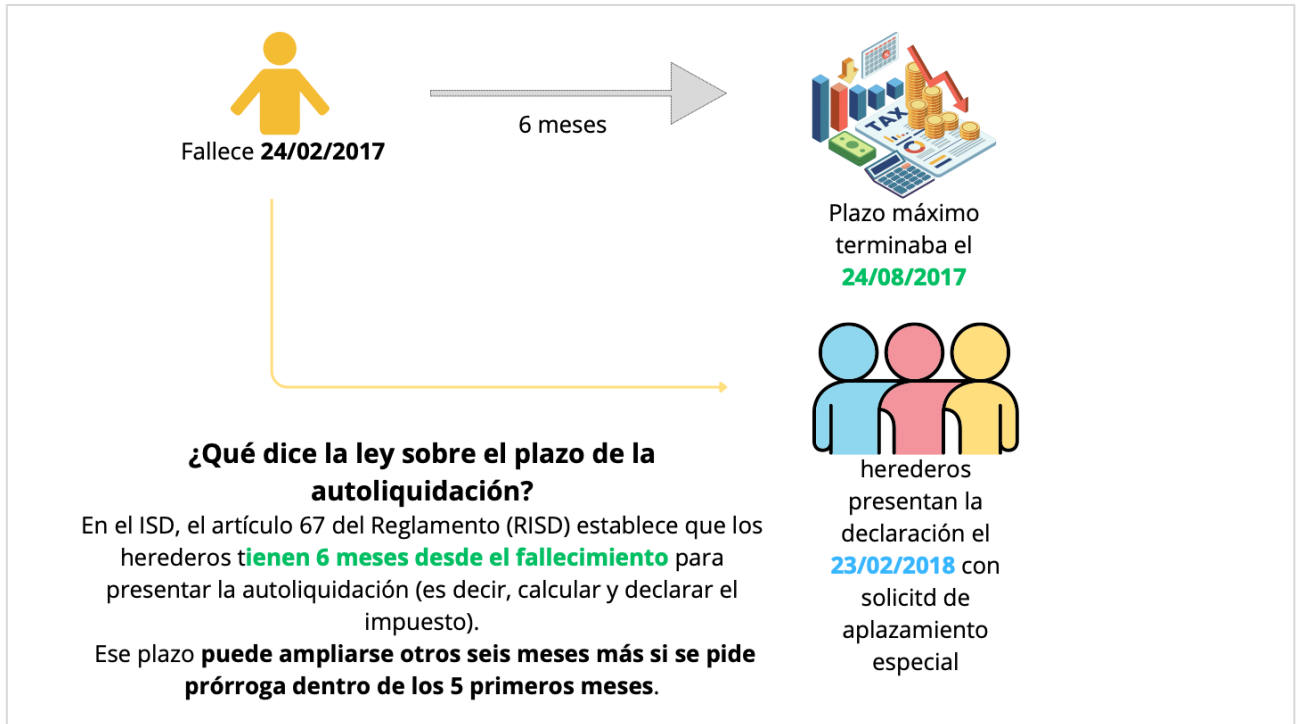 Fallece 24/02/2017
6 meses
TAX
Plazo máximo
terminaba el
24/08/2017
¿Qué dice la ley sobre el plazo de la
autoliquidación?
En el ISD, el artículo 67 del Reglamento (RISD) establece que los
herederos tienen 6 meses desde el fallecimiento para
presentar la autoliquidación (es decir, calcular y declarar el
impuesto).
Ese plazo puede ampliarse otros seis meses más si se pide
prórroga dentro de los 5 primeros meses.
herederos
presentan la
declaración el
23/02/2018 con
solicitd de
aplazamiento
especial